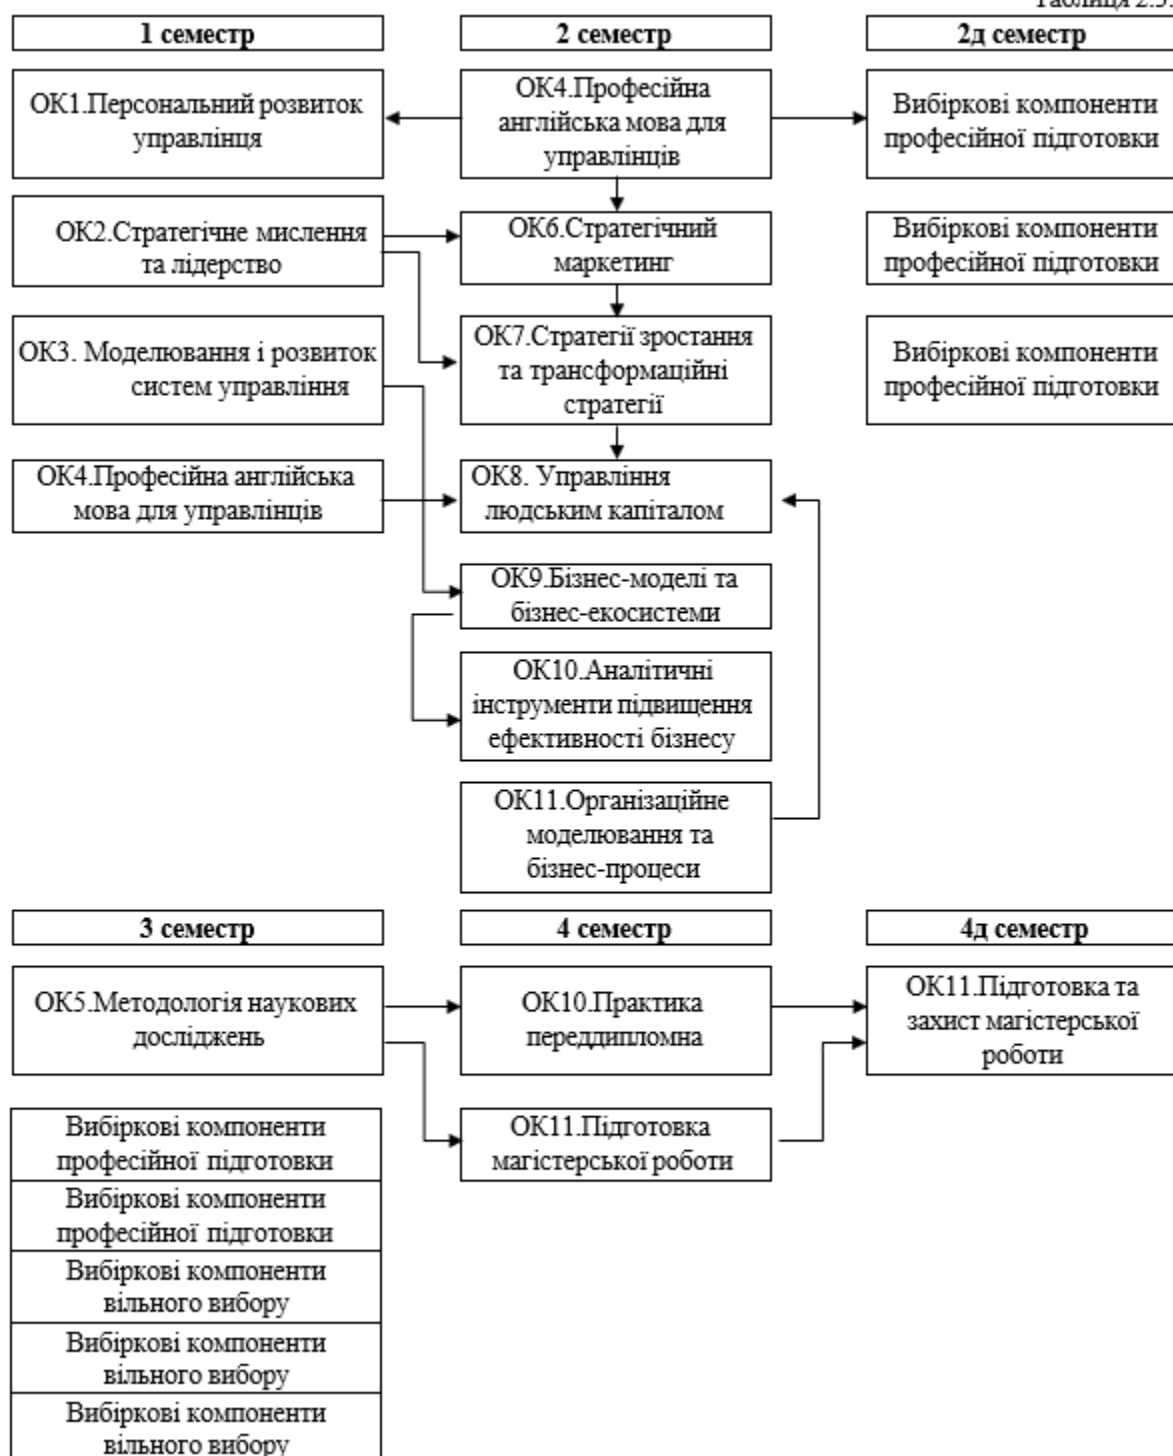 Таблиця 2.3.
1 семестр
2 семестр
2д семестр
ОК1.Персональний розвиток
управлінця
ОК4.Професійна
англійська мова для
управлінців
Вибіркові компоненти
професійної підготовки
ОК2.Стратегічне мислення
та лідерство
ОК6.Стратегічний
маркетинг
Вибіркові компоненти
професійної підготовки
ОК3. Моделювання і розвиток
систем управління
ОК7.Стратегії зростання
та трансформаційні
стратегії
Вибіркові компоненти
професійної підготовки
ОК4.Професійна англійська
мова для управлінців
ОК8. Управління
людським капіталом
ОК9.Бізнес-моделі та
бізнес-екосистеми
ОК10.Аналітичні
інструменти підвищення
ефективності бізнесу
ОК11.Організаційне
моделювання та
бізнес-процеси
3 семестр
4 семестр
4д семестр
ОК5.Методологія наукових
досліджень
ОК10.Практика
переддипломна
ОК11.Підготовка та
захист магістерської
роботи
Вибіркові компоненти
професійної підготовки
ОК11.Підготовка
магістерської роботи
Вибіркові компоненти
професійної підготовки
Вибіркові компоненти
вільного вибору
Вибіркові компоненти
вільного вибору
Вибіркові компоненти
вільного вибору